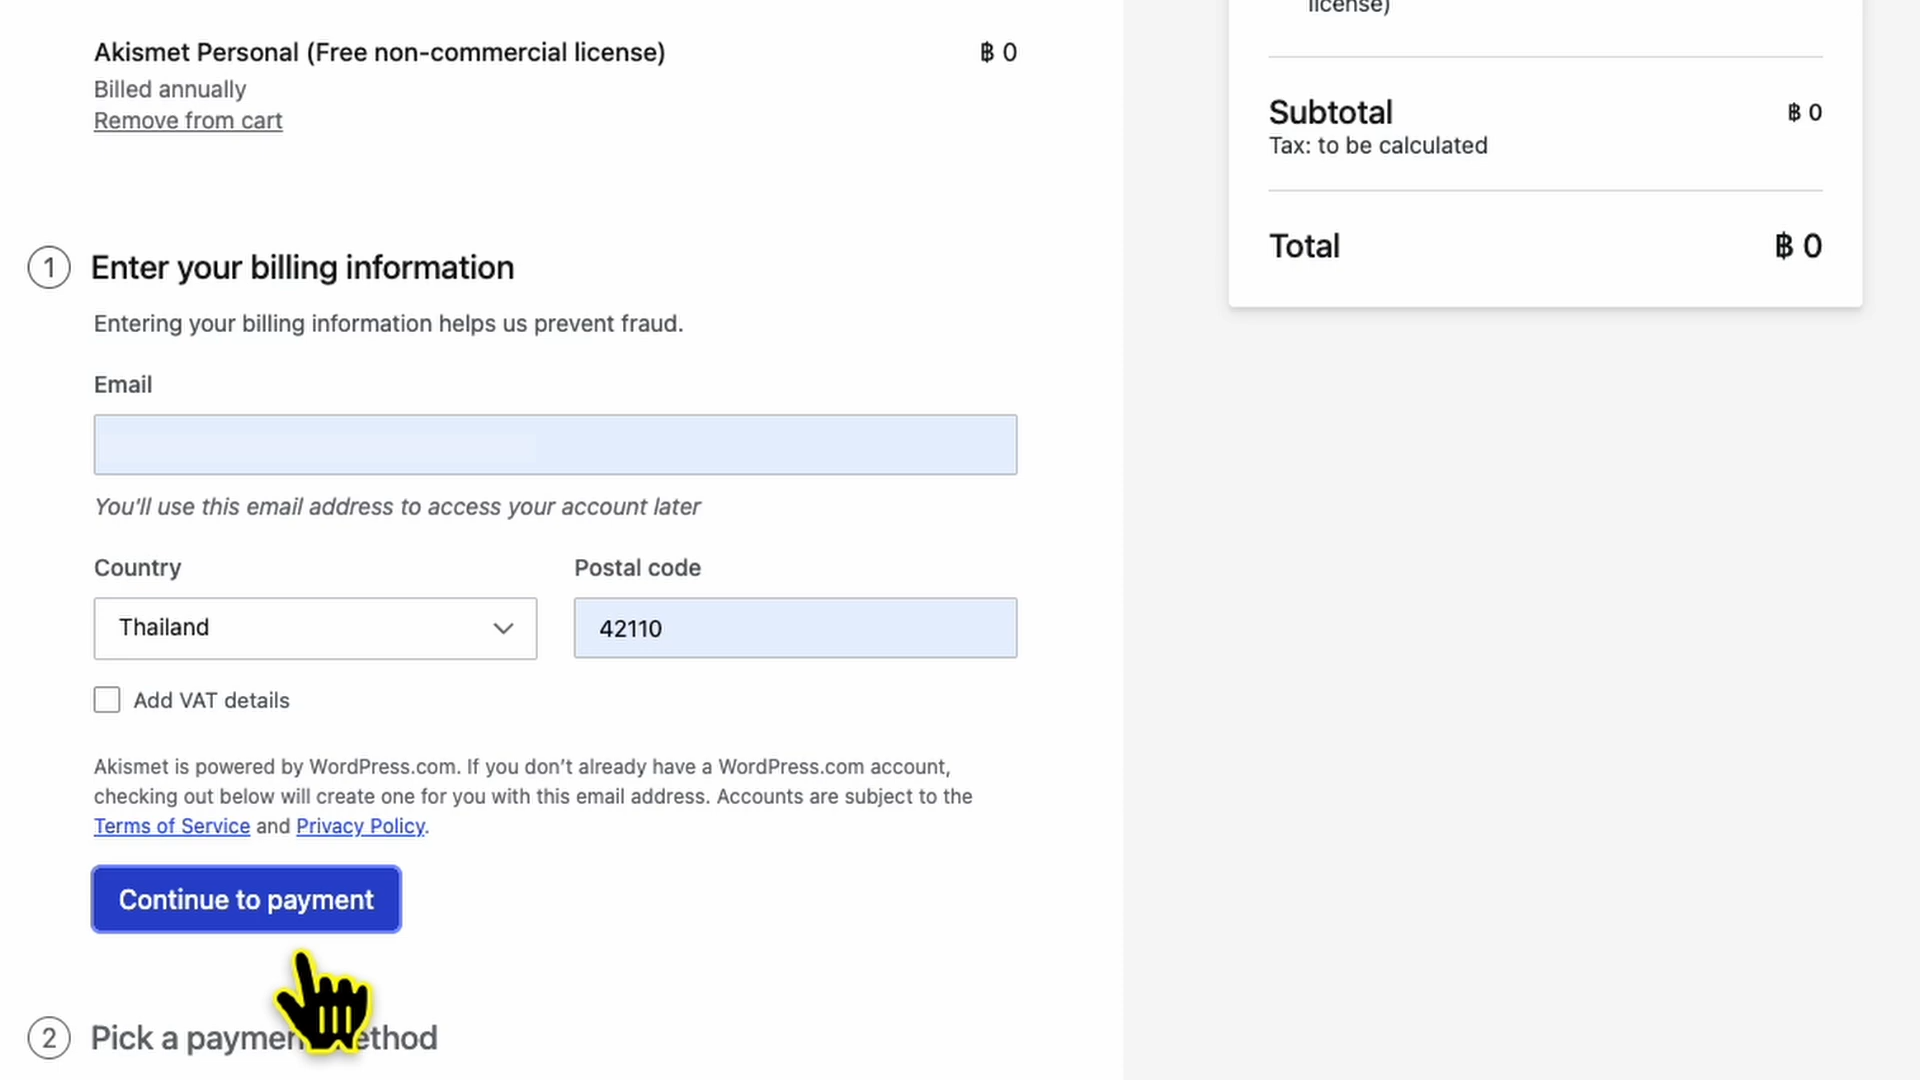 license)
Akismet Personal (Free non-commercial license)
฿ 0
Billed annually
Remove from cart
Subtotal
฿ 0
Tax: to be calculated
Total
฿ 0
1
Enter your billing information
Entering your billing information helps us prevent fraud.
Email
You'll use this email address to access your account later
Country
Postal code
Thailand
42110
Add VAT details
Akismet is powered by WordPress.com. If you don’t already have a WordPress.com account,
checking out below will create one for you with this email address. Accounts are subject to the
Terms of Service and Privacy Policy.
Continue to payment
2
Pick a